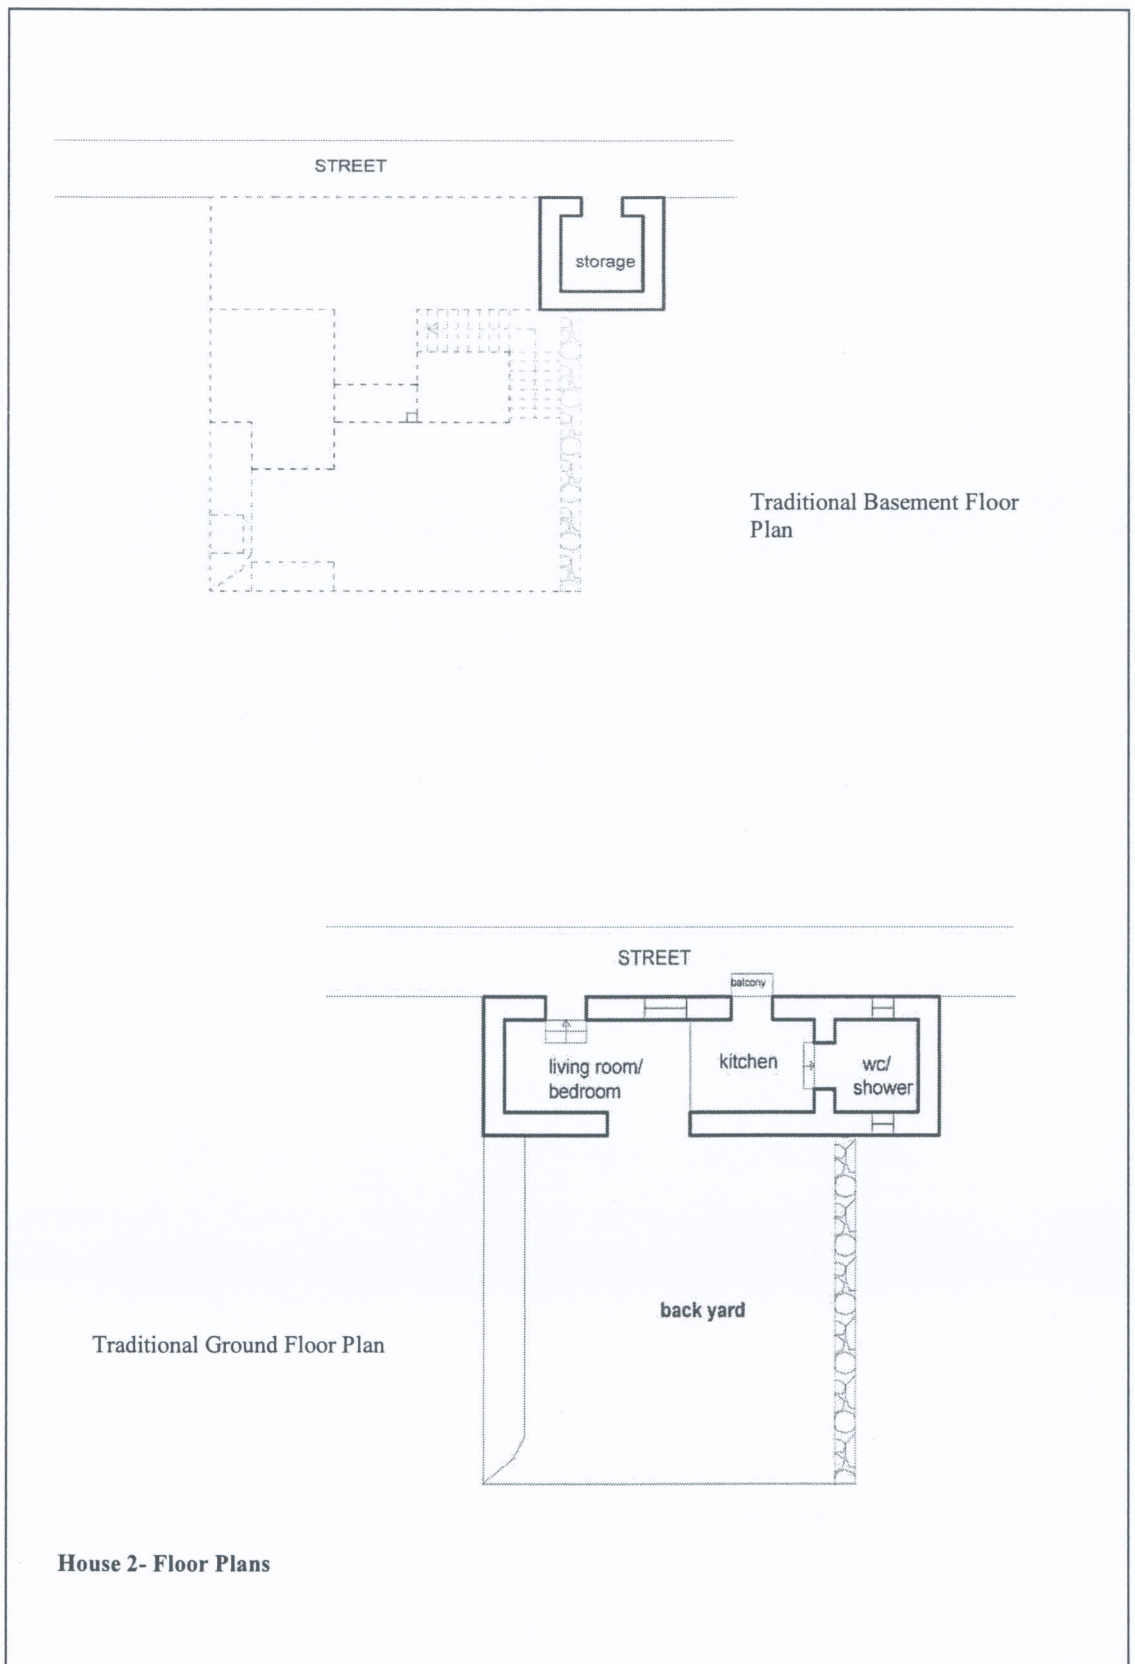 STREET
storage
Traditional Basement Floor
Plan
STREET
balcony
living room/
bedroom
kitchen
wc/
shower
back yard
Traditional Ground Floor Plan
House 2- Floor Plans